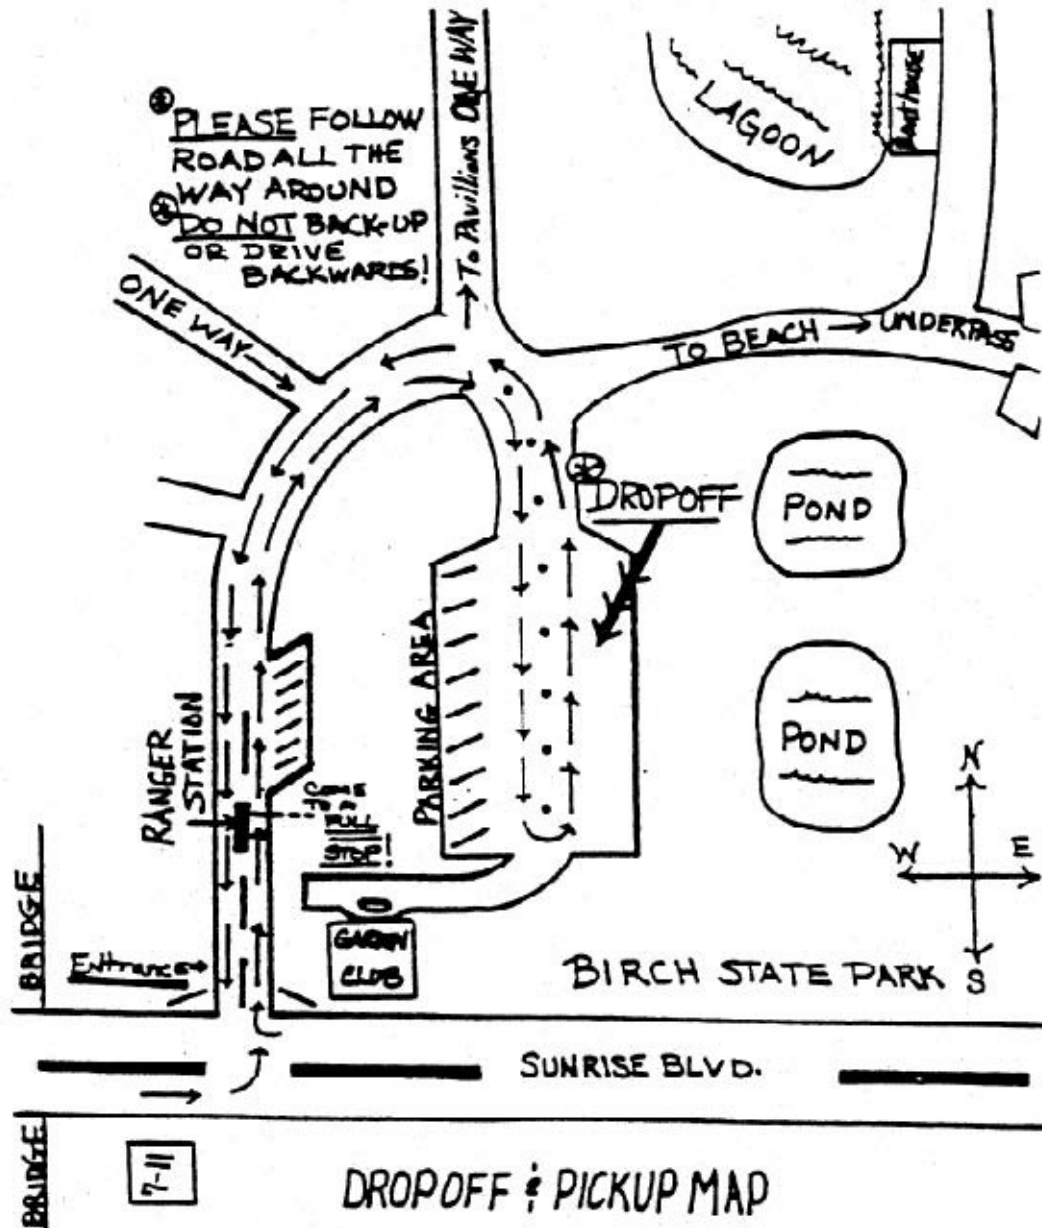 To Pavillions ONE WAY
LAGOON
Boathouse
PLEASE FOLLOW
ROAD ALL THE
WAY AROUND
DO NOT BACK-UP
OR DRIVE
BACKWARDS!
ONE WAY
TO BEACH
UNDERPASS
DROPOFF
POND
PARKING AREA
RANGER
STATION
POND
FULL
STOP!
N
W
E
S
BRIDGE
Entrance
GARDEN
CLUB
BIRCH STATE PARK
SUNRISE BLVD.
BRIDGE
7-11
DROPOFF & PICKUP MAP